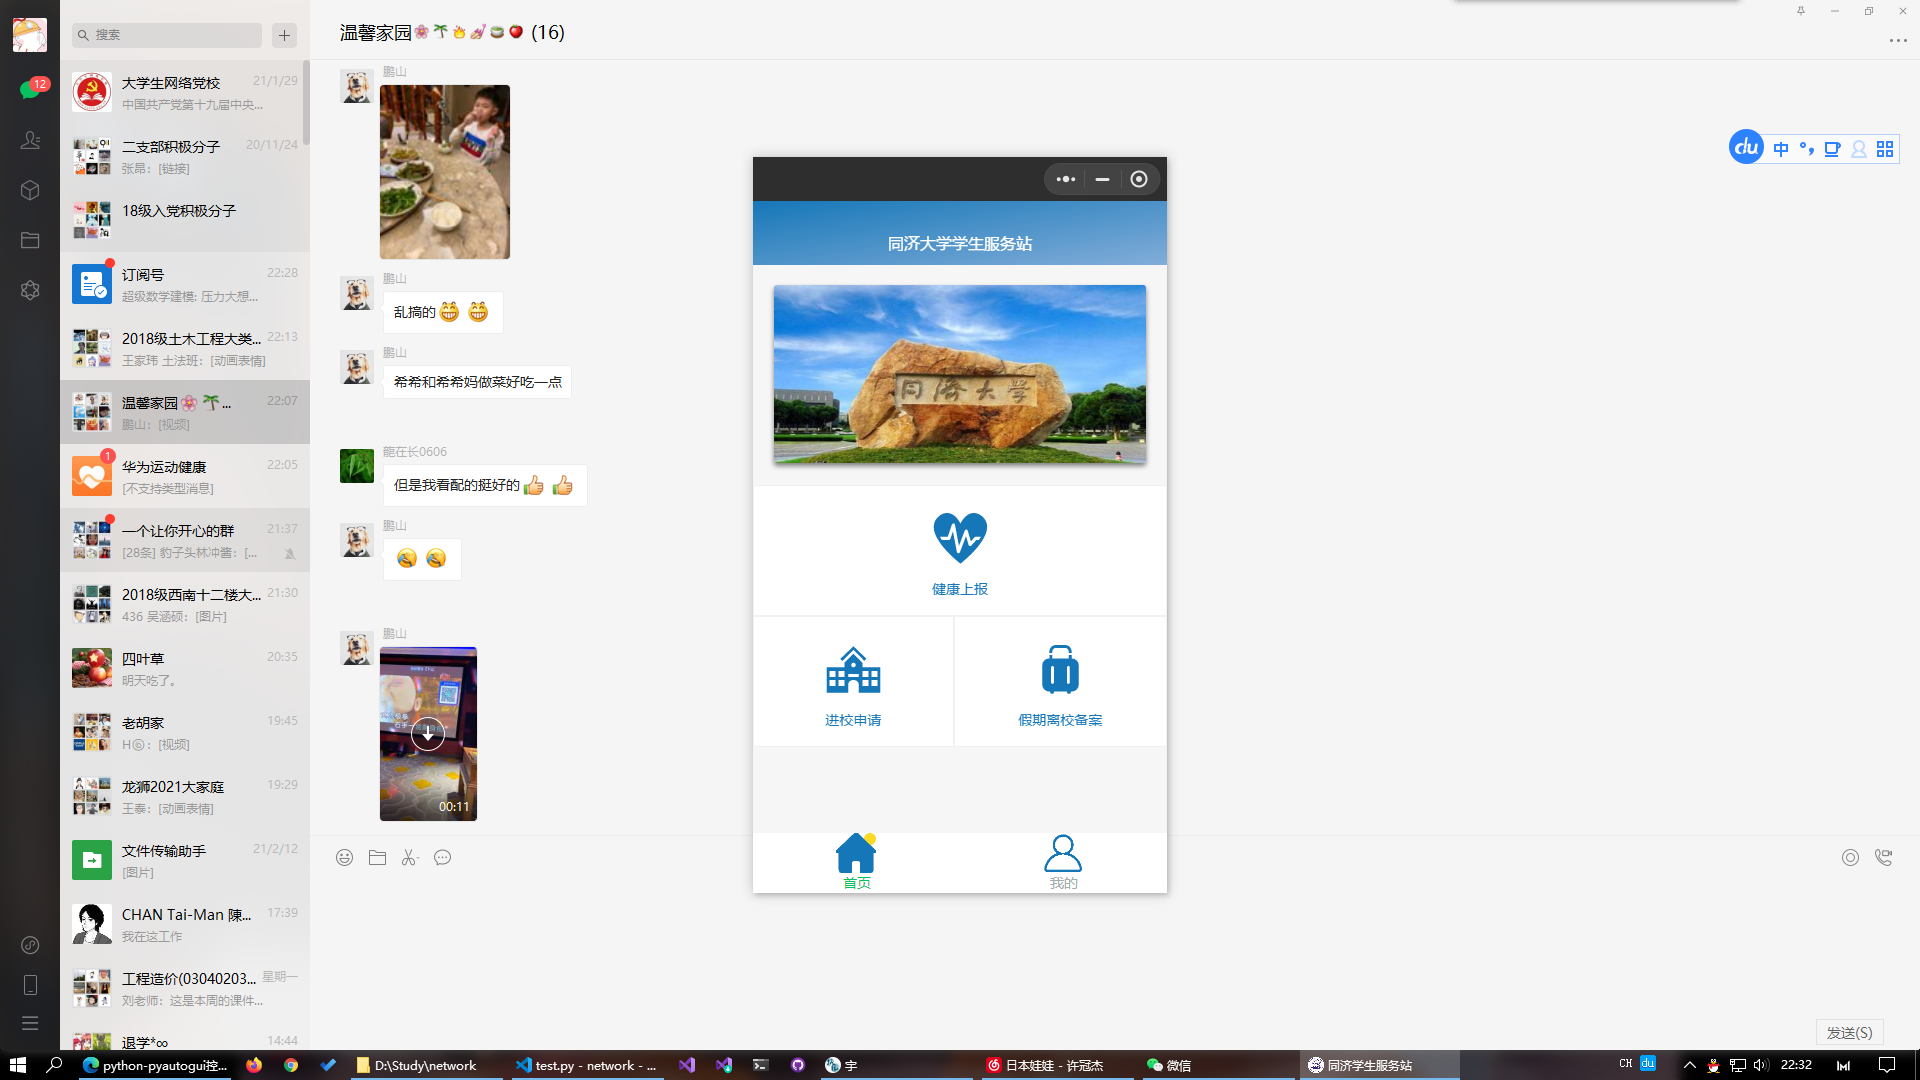 12
搜索
大学生网络党校
21/1/29
中国共产党第十九届中央...
二支部积极分子
20/11/24
张昂：[链接]
18级入党积极分子
订阅号
22:28
超级数学建模: 压力大想...
2018级土木工程大类...
22:13
王家玮 土法班：[动画表情]
温馨家园🌸🌴...
22:07
鹏山：[视频]
1
华为运动健康
22:05
[不支持类型消息]
一个让你开心的群
21:37
[28条] 豹子头林冲酱：[...
2018级西南十二楼大...
21:30
436 吴涵硕：[图片]
四叶草
20:35
明天吃了。
老胡家
19:45
H㊌：[视频]
龙狮2021大家庭
19:29
王泰：[动画表情]
文件传输助手
21/2/12
[图片]
CHAN Tai-Man 陳...
17:39
我在这工作
工程造价(03040203...
星期一
刘老师：这是本周的课件...
退学*∞
14:44
温馨家园🌸🌴🐣💅🍵🍎 (16)
鹏山
鹏山
乱搞的😁😁
鹏山
希希和希希妈做菜好吃一点
龍在长0606
但是我看配的挺好的👍👍
鹏山
鹏山
00:11
同济大学学生服务站
同济大学
健康上报
进校申请
假期离校备案
首页
我的
du 中
发送(S)
python-pyautogui控...
D:\Study\network
test.py - network - ...
宇
日本娃娃 - 许冠杰
微信
同济学生服务站
CH
du
22:32